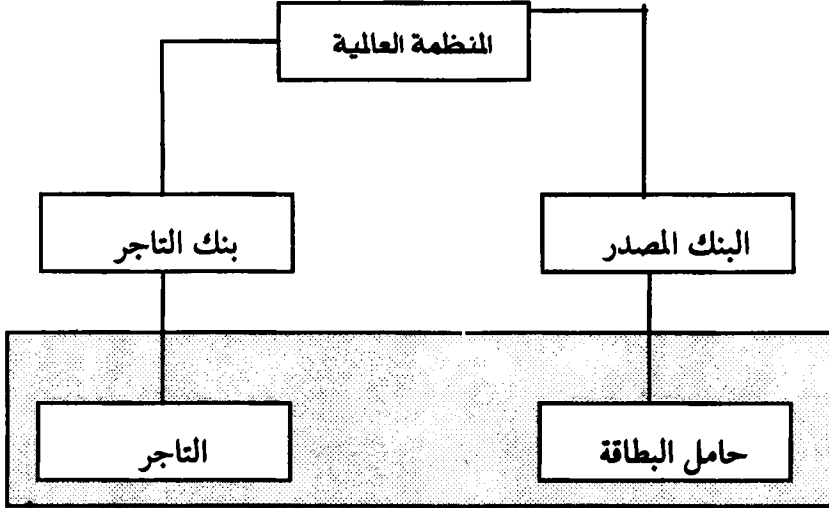 المنظمة العالمية
البنك المصدر
بنك التاجر
حامل البطاقة
التاجر